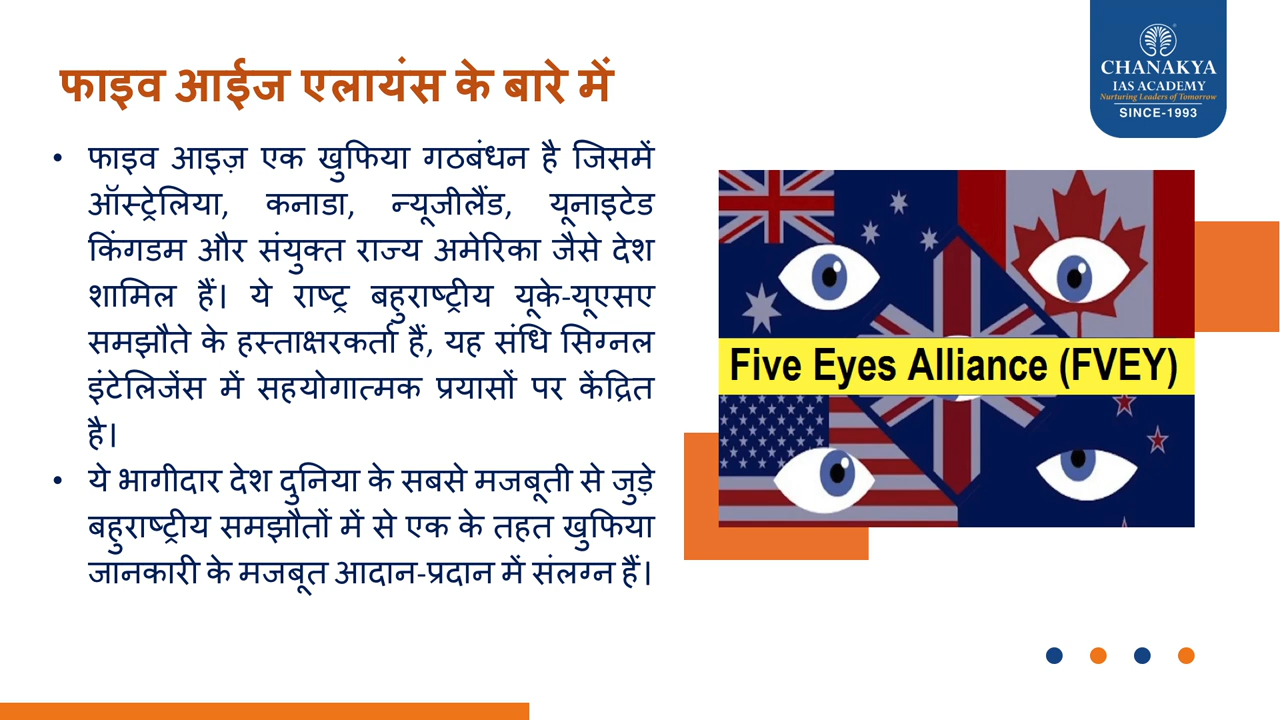 फाइव आईज एलायंस के बारे में
CHANAKYA
IAS ACADEMY
Nurturing Leaders of Tomorrow
SINCE-1993
• फाइव आइज़ एक खुफिया गठबंधन है जिसमें
ऑस्ट्रेलिया, कनाडा, न्यूजीलैंड, यूनाइटेड
किंगडम और संयुक्त राज्य अमेरिका जैसे देश
शामिल हैं। ये राष्ट्र बहुराष्ट्रीय यूके-यूएसए
समझौते के हस्ताक्षरकर्ता हैं, यह संधि सिग्नल
इंटेलिजेंस में सहयोगात्मक प्रयासों पर केंद्रित
है।
• ये भागीदार देश दुनिया के सबसे मजबूती से जुड़े
बहुराष्ट्रीय समझौतों में से एक के तहत खुफिया
जानकारी के मजबूत आदान-प्रदान में संलग्न हैं।
Five Eyes Alliance (FVEY)